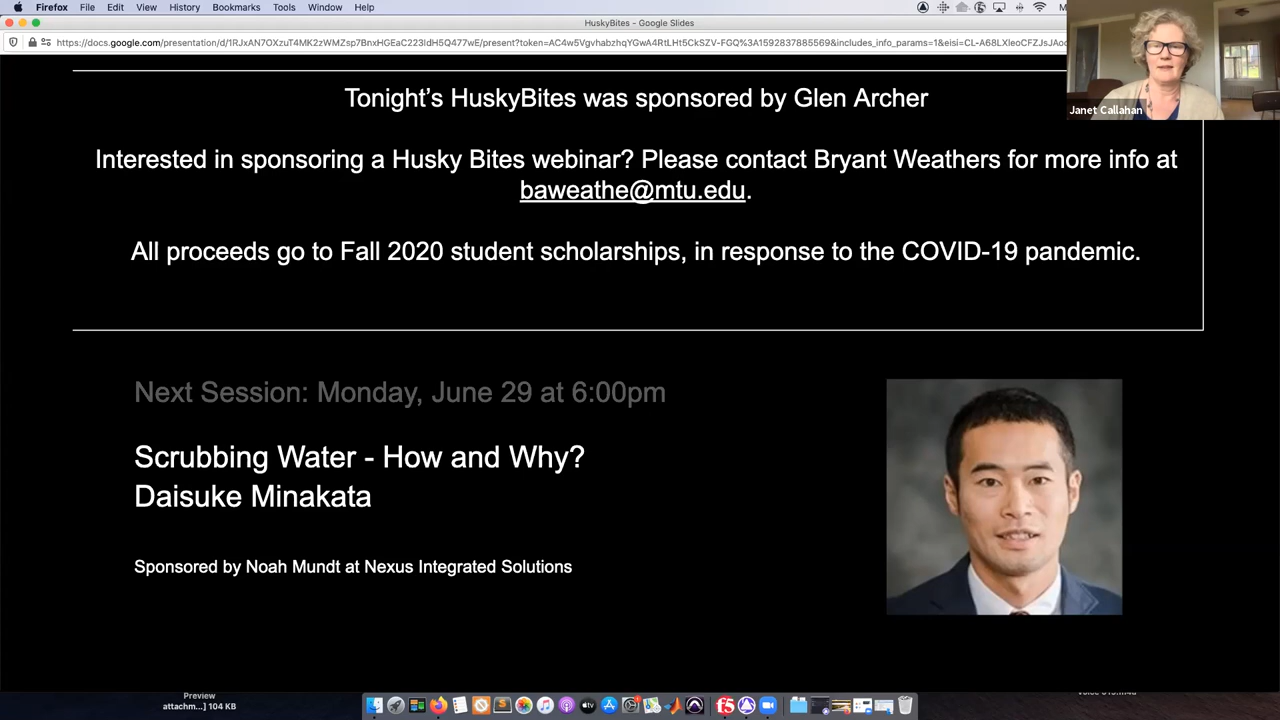 Firefox File Edit View History Bookmarks Tools Window Help
HuskyBites - Google Slides
Janet Callahan
Tonight's HuskyBites was sponsored by Glen Archer
Interested in sponsoring a Husky Bites webinar? Please contact Bryant Weathers for more info at
baweathe@mtu.edu.
All proceeds go to Fall 2020 student scholarships, in response to the COVID-19 pandemic.
Next Session: Monday, June 29 at 6:00pm
Scrubbing Water - How and Why?
Daisuke Minakata
Sponsored by Noah Mundt at Nexus Integrated Solutions
Preview
attachm...] 104 KB